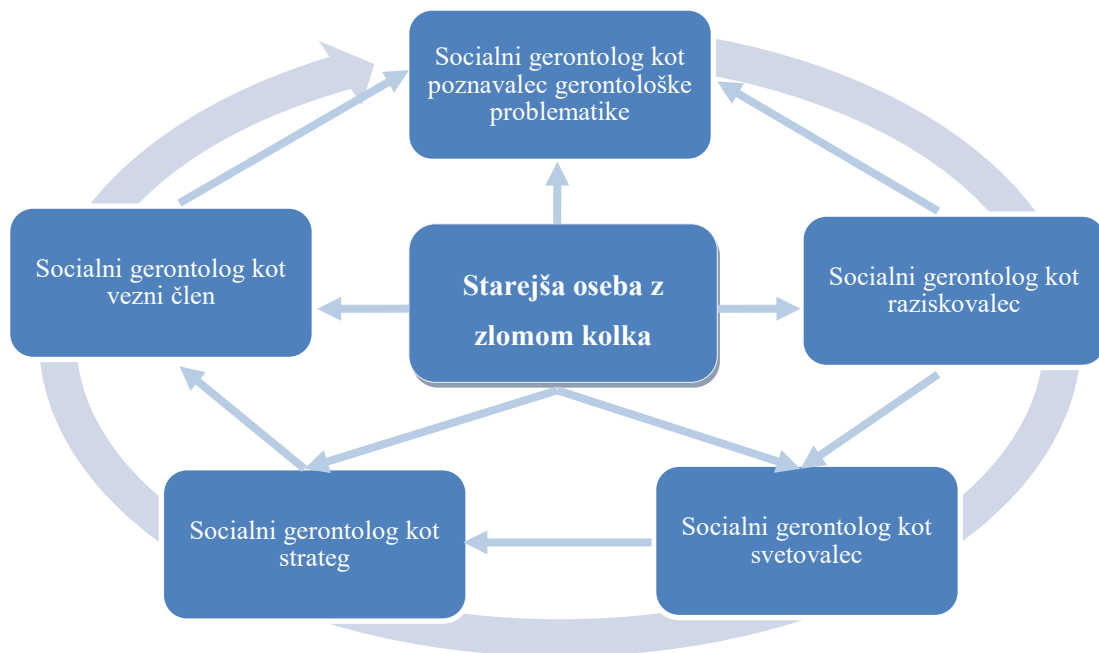 Socialni gerontolog kot
poznavalec gerontološke
problematike
Socialni gerontolog kot
vezni člen
Starejša oseba z
zlomom kolka
Socialni gerontolog kot
raziskovalec
Socialni gerontolog kot
strateg
Socialni gerontolog kot
svetovalec